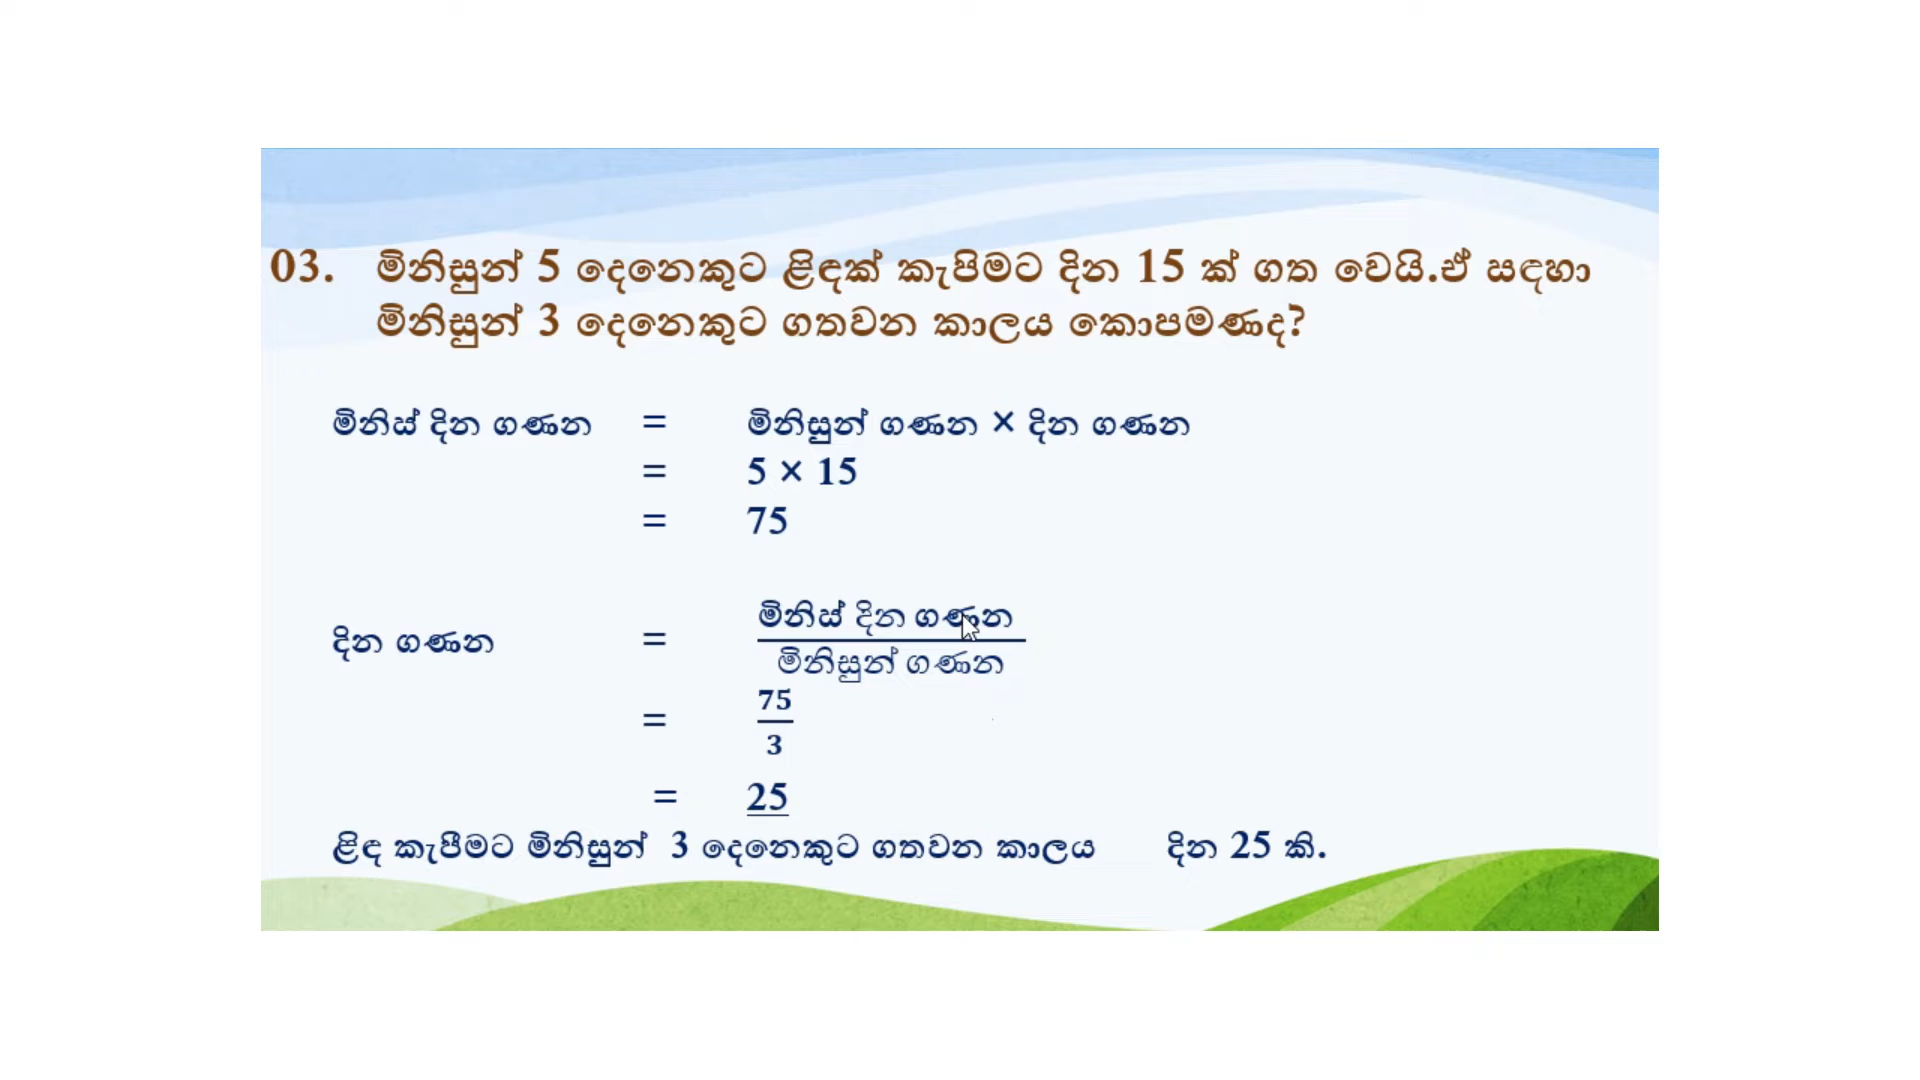 03. මිනිසුන් 5 දෙනෙකුට ළිඳක් කැපිමට දින 15 ක් ගත වෙයි.ඒ සඳහා
මිනිසුන් 3 දෙනෙකුට ගතවන කාලය කොපමණද?
මිනිස් දින ගණන = මිනිසුන් ගණන × දින ගණන
= 5 × 15
= 75
දින ගණන = මිනිස් දින ගණන
මිනිසුන් ගණන
= 75
3
= 25
ළිඳ කැපීමට මිනිසුන් 3 දෙනෙකුට ගතවන කාලය දින 25 කි.